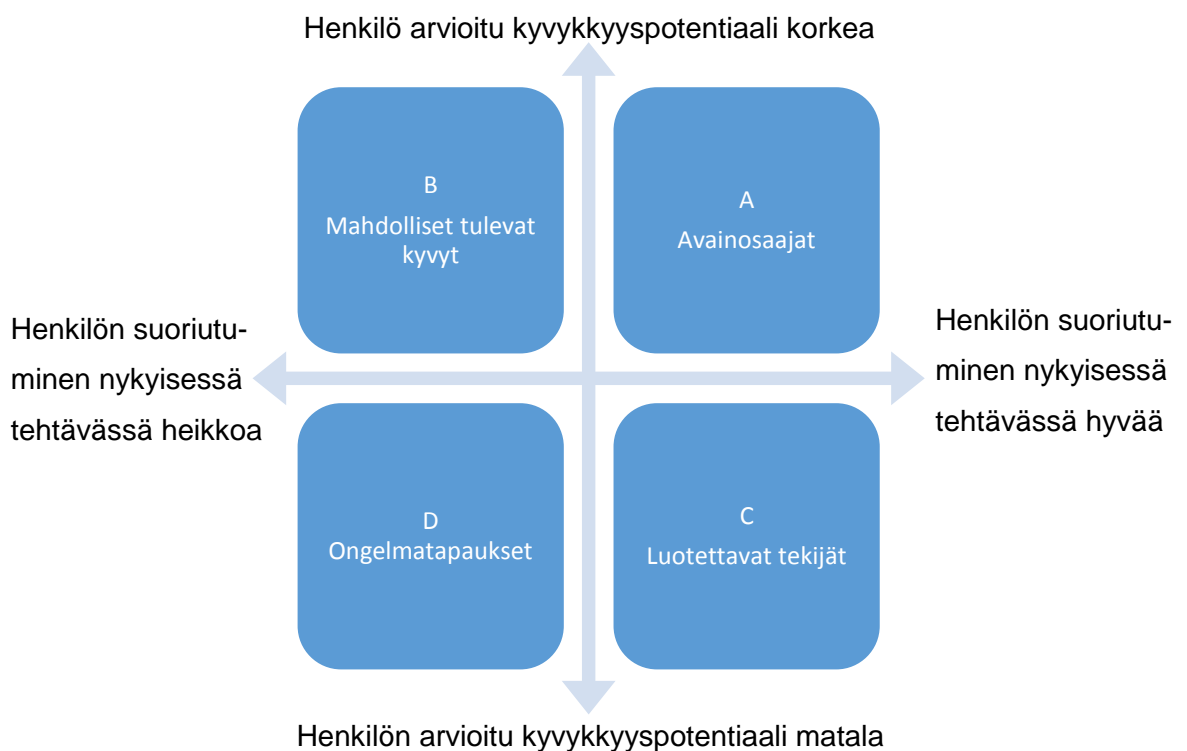 Henkilö arvioitu kyvykkyyspotentiaali korkea
B
Mahdolliset tulevat
kyvyt
A
Avainosaajat
Henkilön suoriutu-
minen nykyisessä
tehtävässä heikkoa
Henkilön suoriutu-
minen nykyisessä
tehtävässä hyvää
D
Ongelmatapaukset
C
Luotettavat tekijät
Henkilön arvioitu kyvykkyyspotentiaali matala